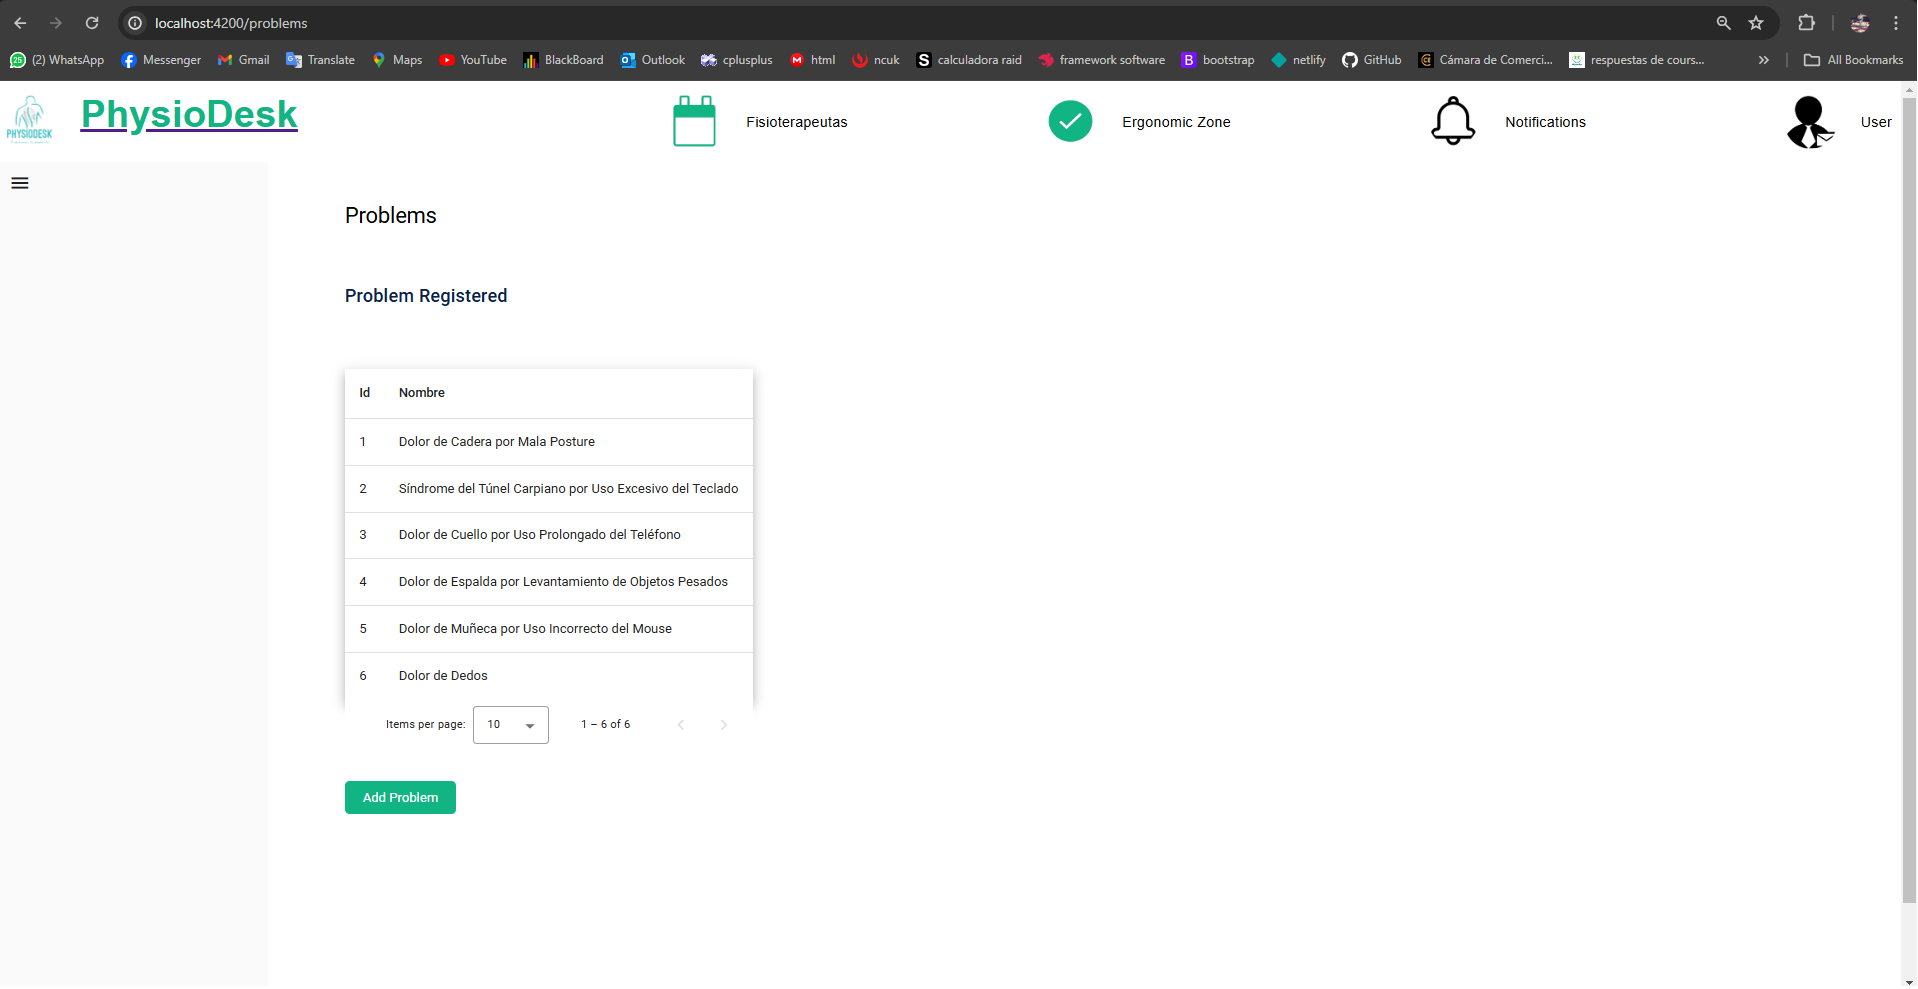 localhost:4200/problems
(2) WhatsApp Messenger Gmail Translate Maps YouTube BlackBoard Outlook cplusplus html ncuk calculadora raid framework software bootstrap netlify GitHub Cámara de Comerci... respuestas de curs... » All Bookmarks
PHYSIODESK
PhysioDesk Fisioterapeutas Ergonomic Zone Notifications User
Problems
Problem Registered
Id Nombre
1 Dolor de Cadera por Mala Posture
2 Síndrome del Túnel Carpiano por Uso Excesivo del Teclado
3 Dolor de Cuello por Uso Prolongado del Teléfono
4 Dolor de Espalda por Levantamiento de Objetos Pesados
5 Dolor de Muñeca por Uso Incorrecto del Mouse
6 Dolor de Dedos
Items per page: 10 1 – 6 of 6
Add Problem